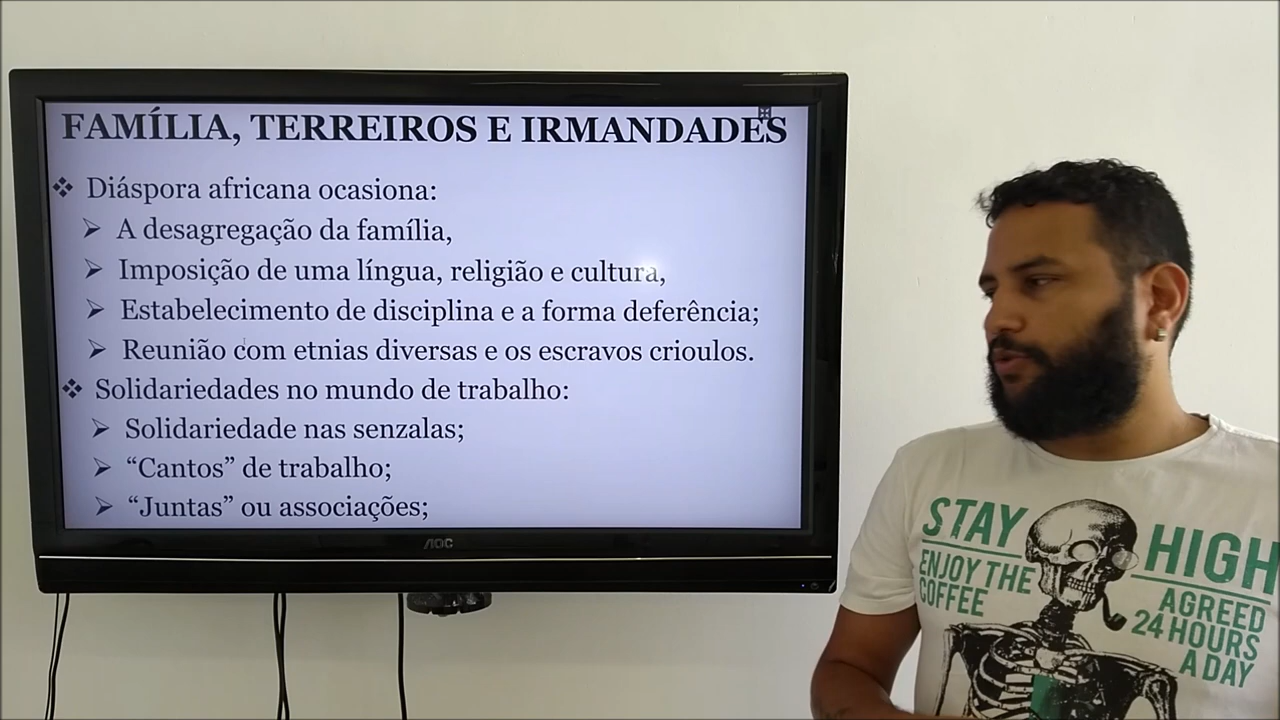 FAMÍLIA, TERREIROS E IRMANDADES
❖ Diáspora africana ocasiona:
➢ A desagregação da família,
➢ Imposição de uma língua, religião e cultura,
➢ Estabelecimento de disciplina e a forma deferência;
➢ Reunião com etnias diversas e os escravos crioulos.
❖ Solidariedades no mundo de trabalho:
➢ Solidariedade nas senzalas;
➢ “Cantos” de trabalho;
➢ “Juntas” ou associações;
AOC
STAY HIGH
ENJOY THE
COFFEE
AGREED
24 HOURS
A DAY